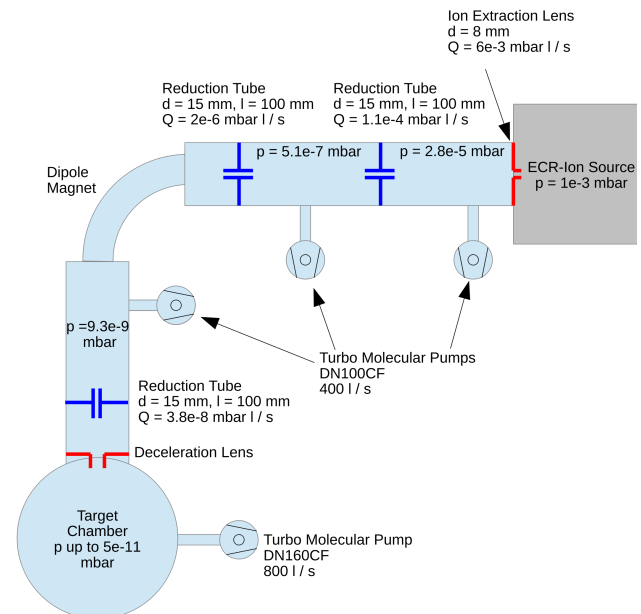 Ion Extraction Lens
d = 8 mm
Q = 6e-3 mbar l / s
Reduction Tube
d = 15 mm, l = 100 mm
Q = 2e-6 mbar l / s
Reduction Tube
d = 15 mm, l = 100 mm
Q = 1.1e-4 mbar l / s
p = 5.1e-7 mbar
p = 2.8e-5 mbar
ECR-Ion Source
p = 1e-3 mbar
Dipole
Magnet
p =9.3e-9
mbar
Turbo Molecular Pumps
DN100CF
400 l / s
Reduction Tube
d = 15 mm, l = 100 mm
Q = 3.8e-8 mbar l / s
Deceleration Lens
Target
Chamber
p up to 5e-11
mbar
Turbo Molecular Pump
DN160CF
800 l / s